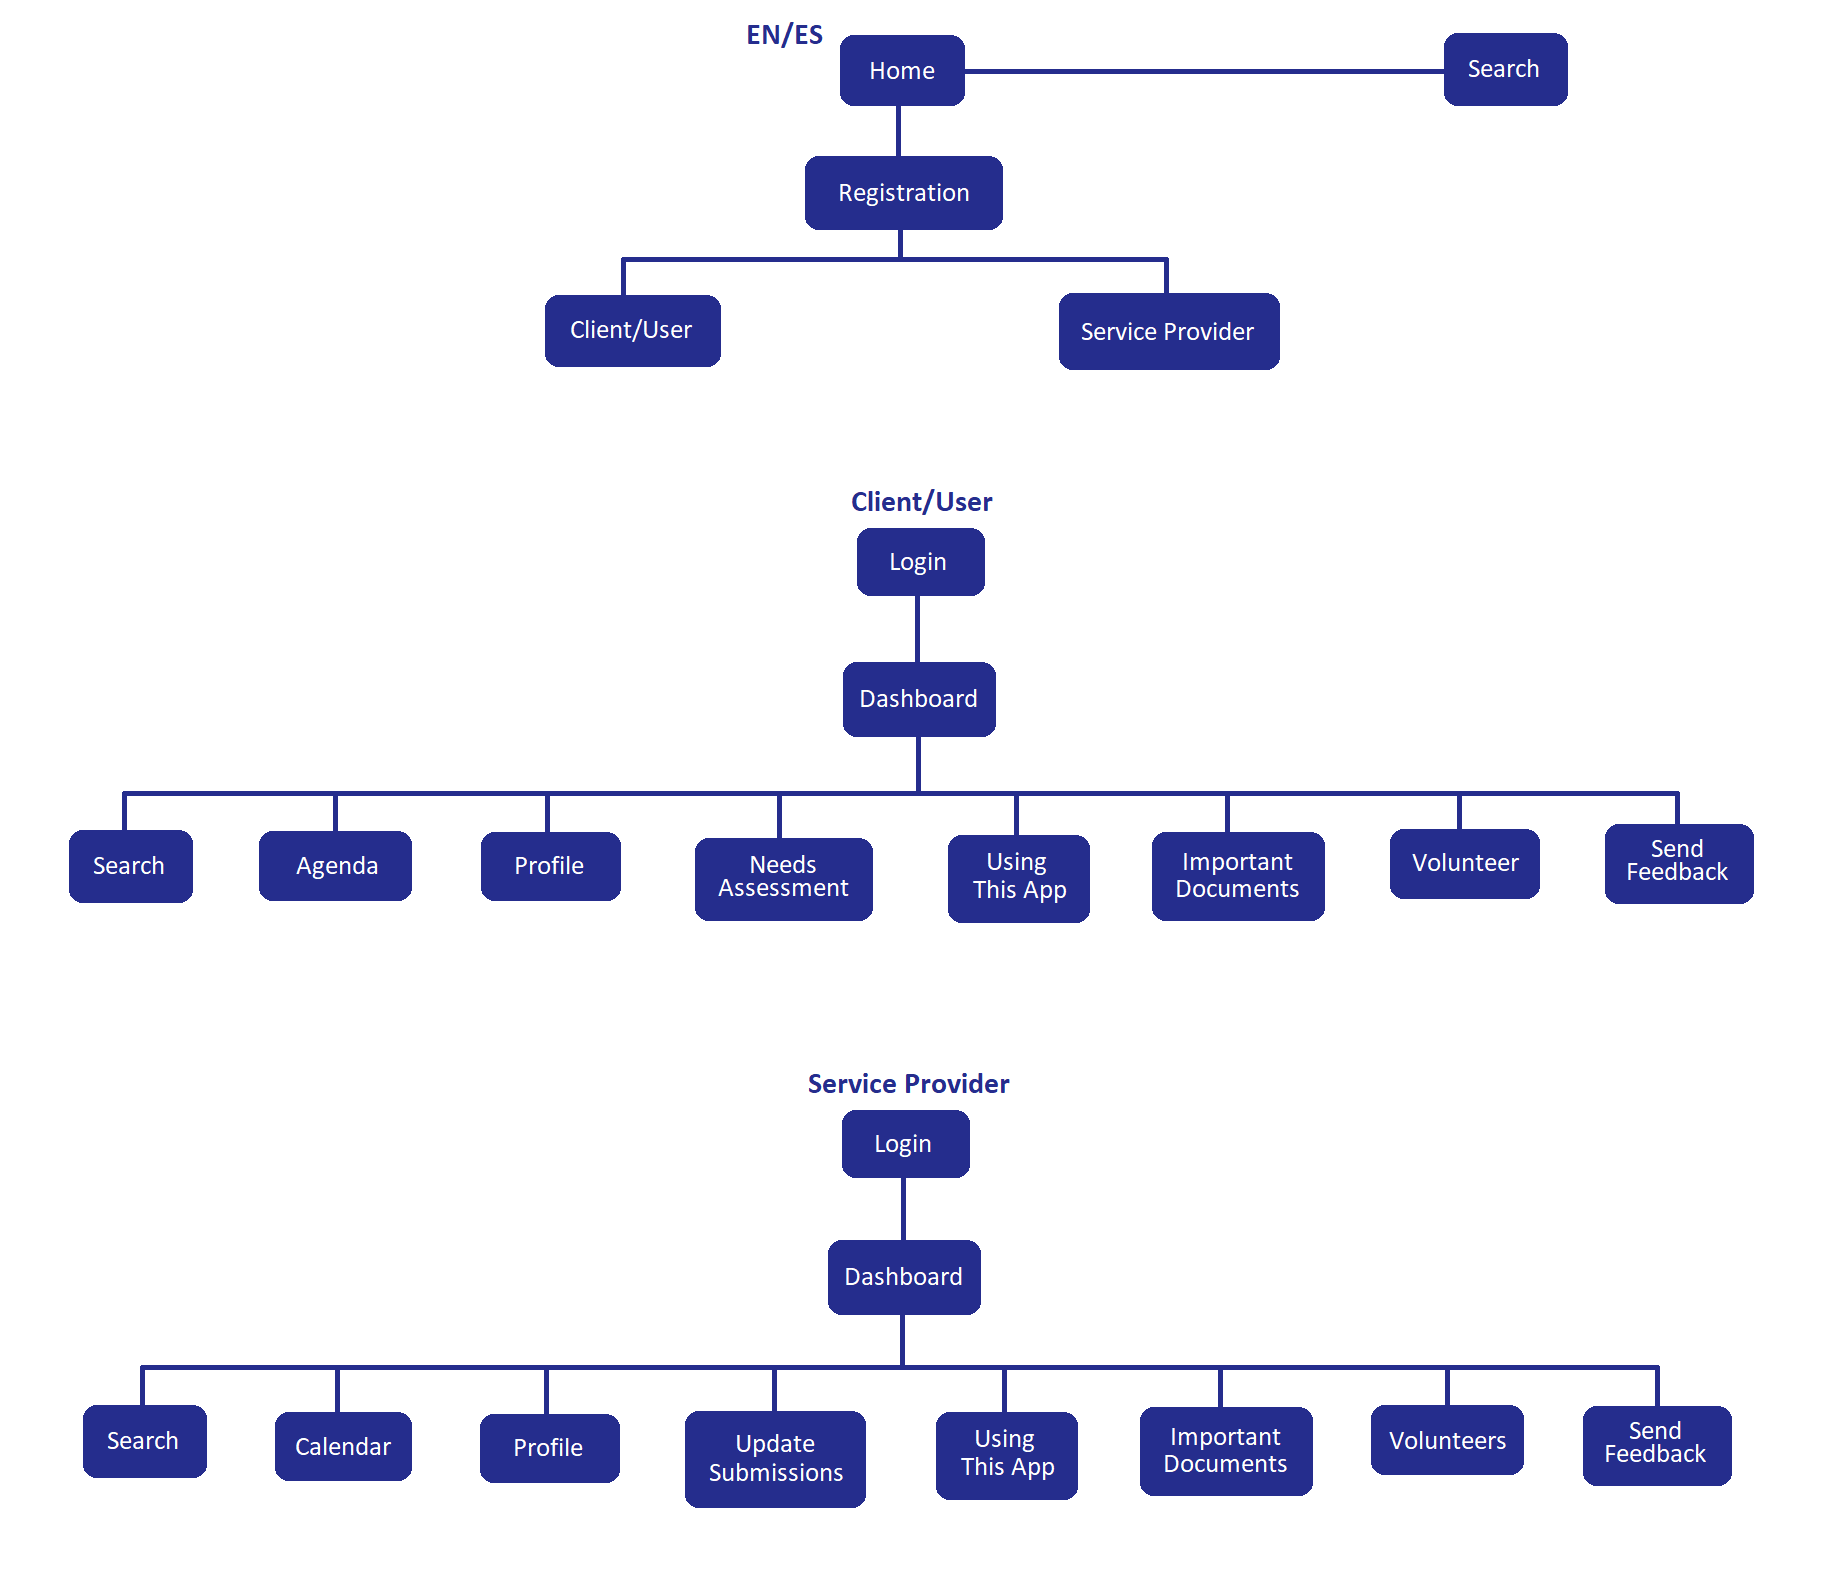 EN/ES
Home
Search
Registration
Client/User
Service Provider
Client/User
Login
Dashboard
Search
Agenda
Profile
Needs
Assessment
Using
This App
Important
Documents
Volunteer
Send
Feedback
Service Provider
Login
Dashboard
Search
Calendar
Profile
Update
Submissions
Using
This App
Important
Documents
Volunteers
Send
Feedback